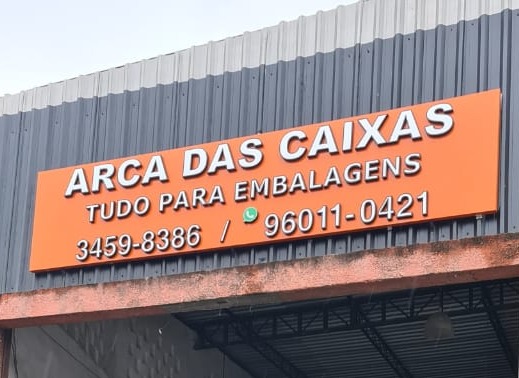 ARCA DAS CAIXAS
TUDO PARA EMBALAGENS
3459-8386 / 96011-0421